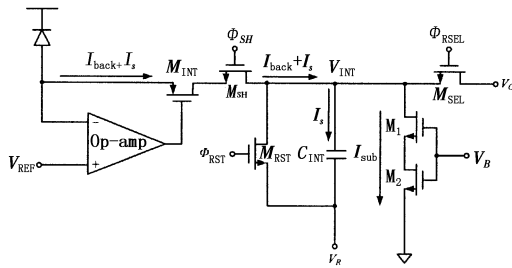 Φ_SH
Φ_RSEL
I_back+I_s
M_INT
I_back+I_s
V_INT
M_SH
M_SEL
V_O
−
Op-amp
+
V_REF
Φ_RST
M_RST
C_INT
I_s
I_sub
M_1
M_2
V_B
V_R